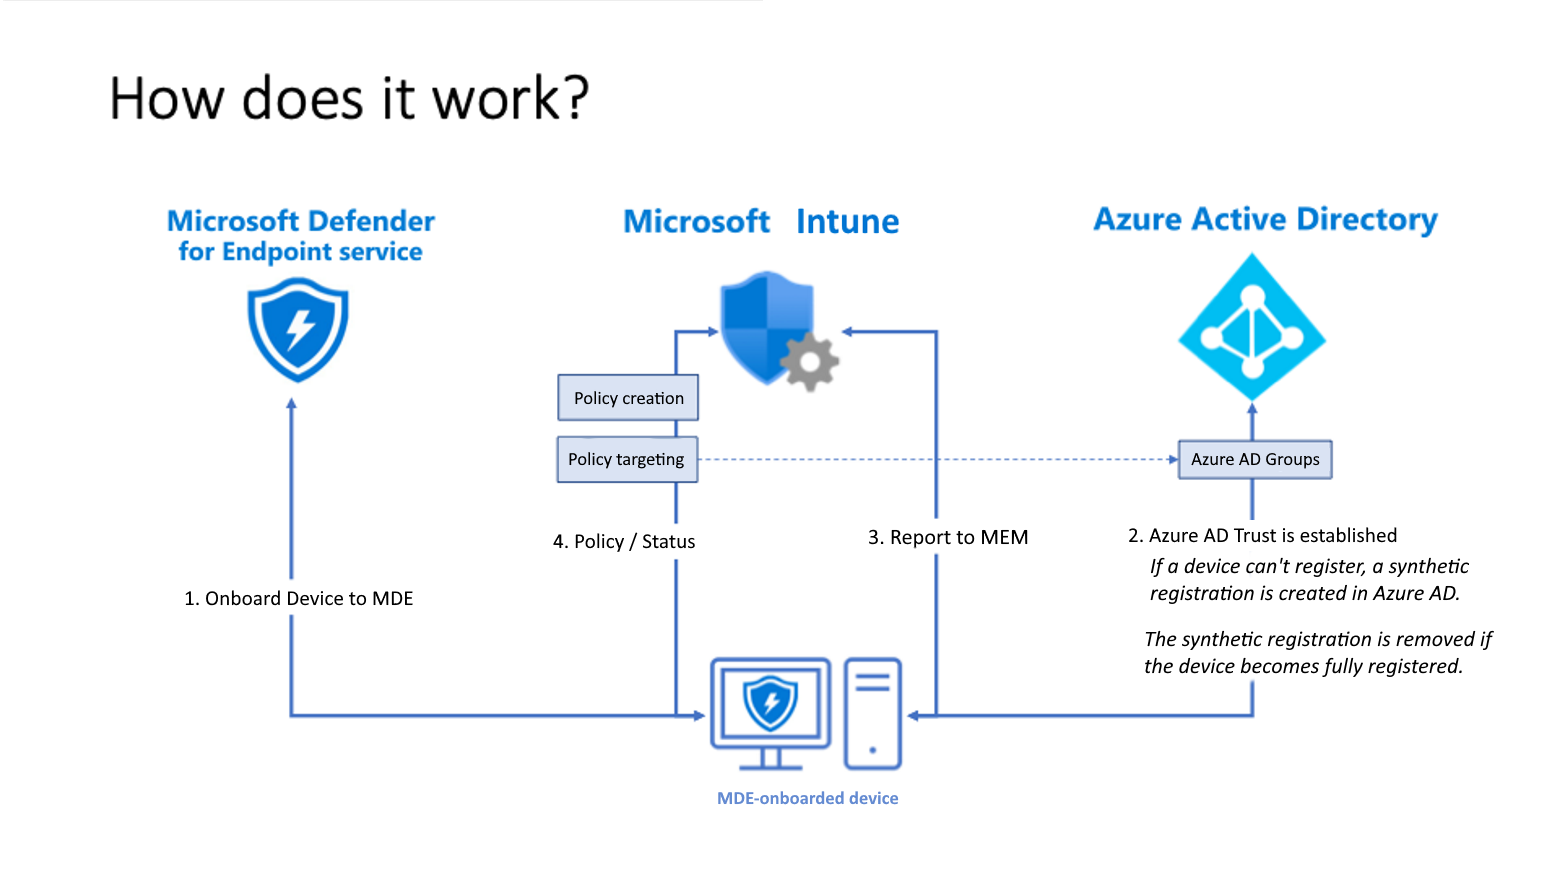 How does it work?
Microsoft Defender
for Endpoint service
Microsoft Intune
Azure Active Directory
Policy creation
Policy targeting
Azure AD Groups
4. Policy / Status
3. Report to MEM
2. Azure AD Trust is established
If a device can't register, a synthetic
registration is created in Azure AD.
1. Onboard Device to MDE
The synthetic registration is removed if
the device becomes fully registered.
MDE-onboarded device